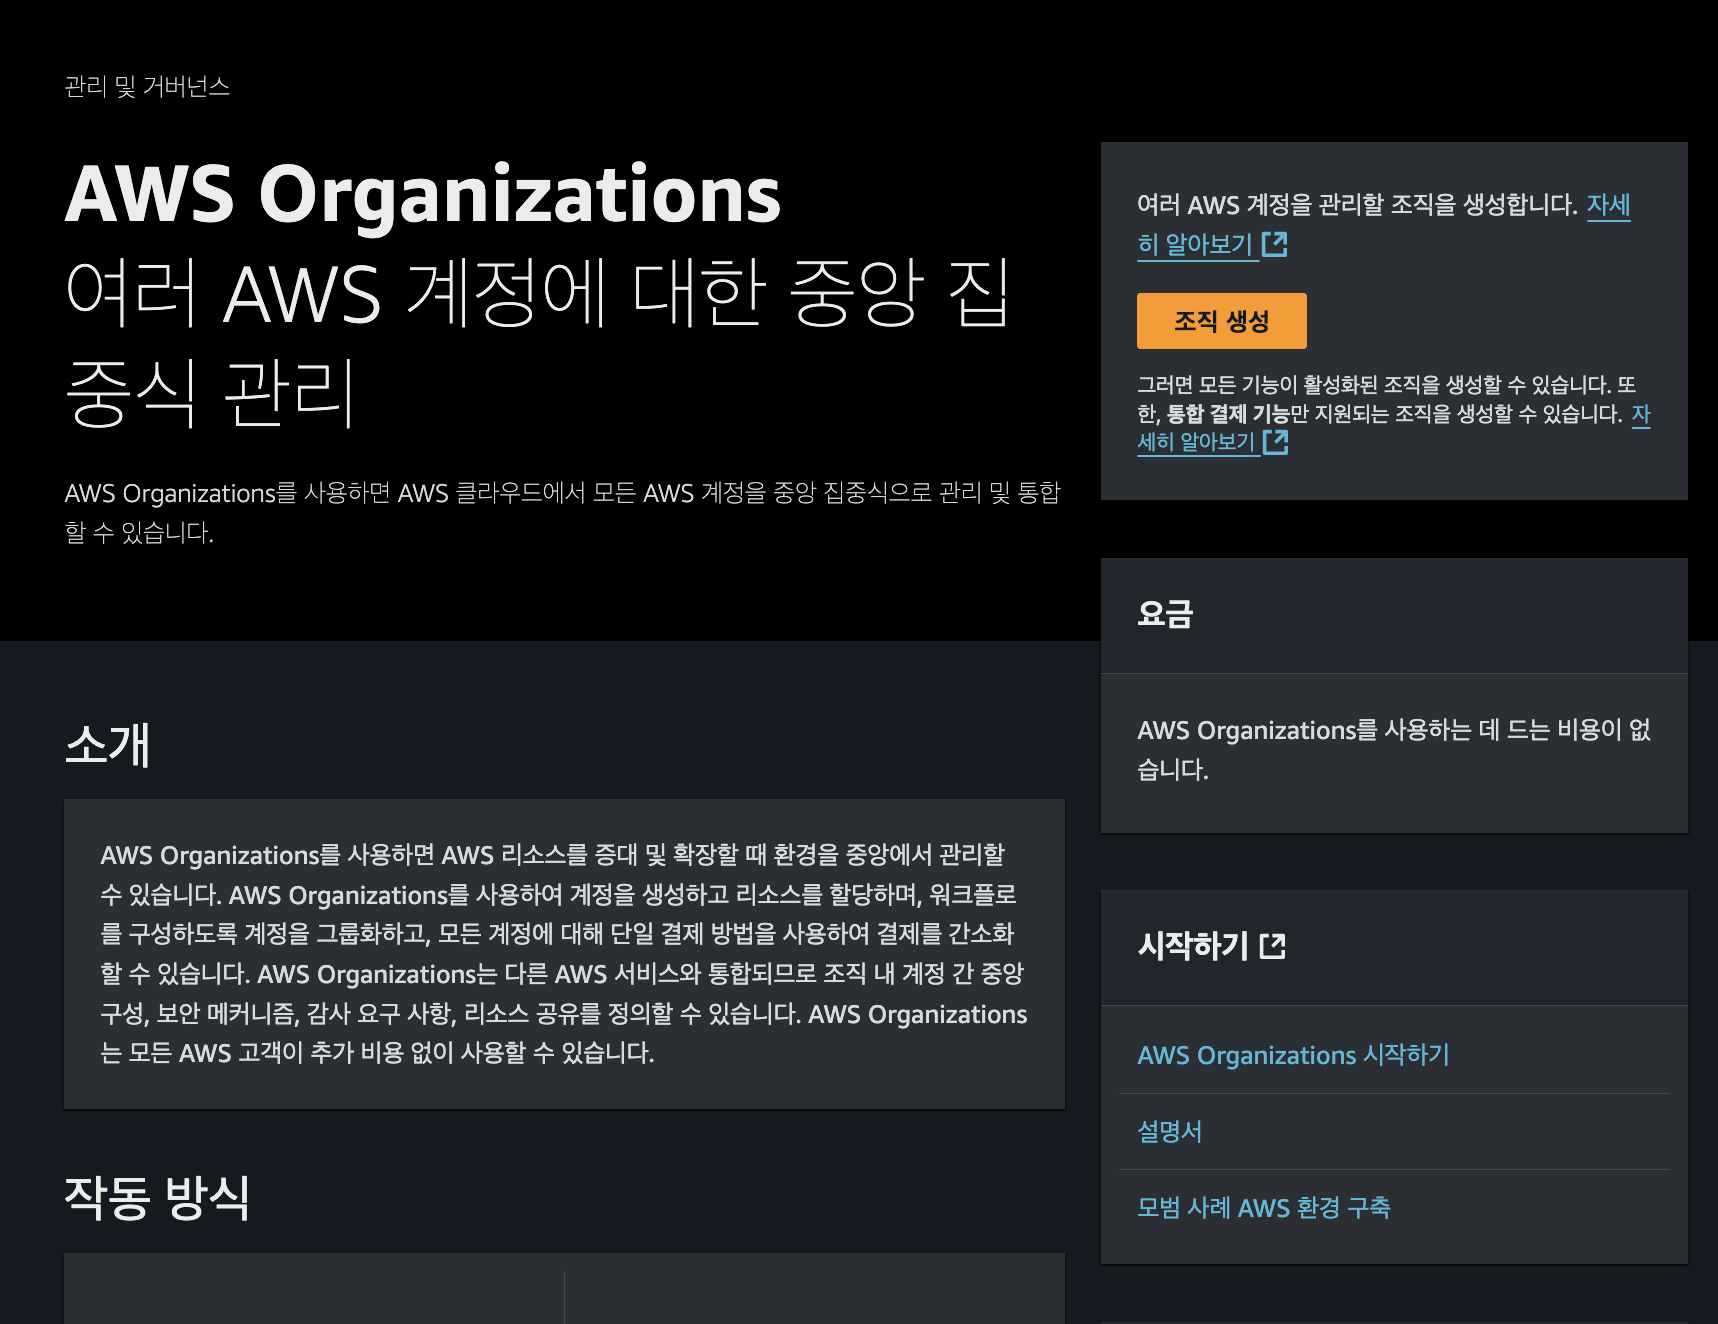 관리 및 거버넌스
AWS Organizations
여러 AWS 계정에 대한 중앙 집
중식 관리
AWS Organizations를 사용하면 AWS 클라우드에서 모든 AWS 계정을 중앙 집중식으로 관리 및 통합
할 수 있습니다.
여러 AWS 계정을 관리할 조직을 생성합니다. 자세
히 알아보기
조직 생성
그러면 모든 기능이 활성화된 조직을 생성할 수 있습니다. 또
한, 통합 결제 기능만 지원되는 조직을 생성할 수 있습니다. 자
세히 알아보기
요금
AWS Organizations를 사용하는 데 드는 비용이 없
습니다.
소개
AWS Organizations를 사용하면 AWS 리소스를 증대 및 확장할 때 환경을 중앙에서 관리할
수 있습니다. AWS Organizations를 사용하여 계정을 생성하고 리소스를 할당하며, 워크플로
를 구성하도록 계정을 그룹화하고, 모든 계정에 대해 단일 결제 방법을 사용하여 결제를 간소화
할 수 있습니다. AWS Organizations는 다른 AWS 서비스와 통합되므로 조직 내 계정 간 중앙
구성, 보안 메커니즘, 감사 요구 사항, 리소스 공유를 정의할 수 있습니다. AWS Organizations
는 모든 AWS 고객이 추가 비용 없이 사용할 수 있습니다.
시작하기
AWS Organizations 시작하기
설명서
모범 사례 AWS 환경 구축
작동 방식